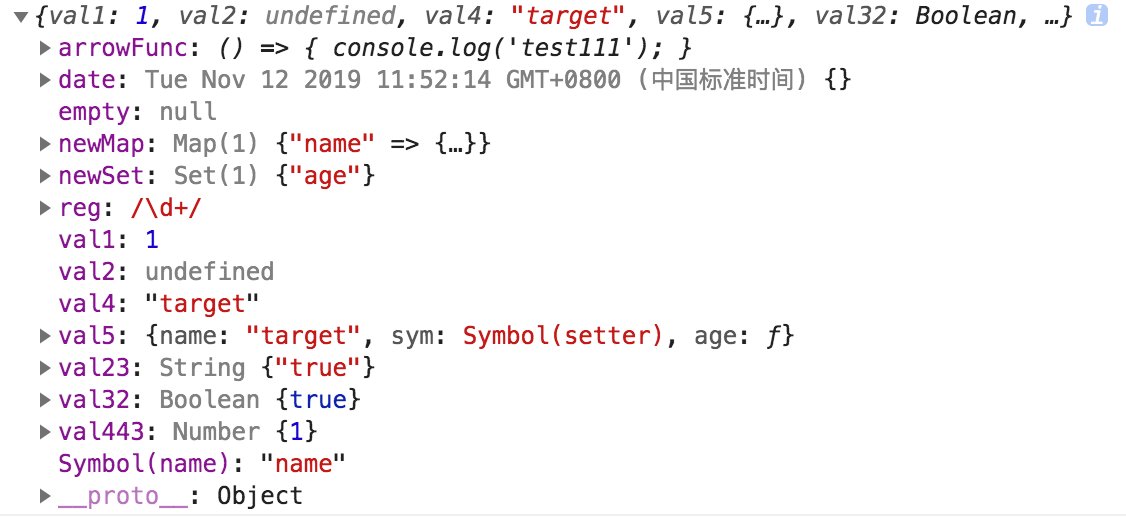 {val1: 1, val2: undefined, val4: "target", val5: {…}, val32: Boolean, …} i
arrowFunc: () => { console.log('test111'); }
date: Tue Nov 12 2019 11:52:14 GMT+0800 (中国标准时间) {}
empty: null
newMap: Map(1) {"name" => {…}}
newSet: Set(1) {"age"}
reg: /\d+/
val1: 1
val2: undefined
val4: "target"
val5: {name: "target", sym: Symbol(setter), age: ƒ}
val23: String {"true"}
val32: Boolean {true}
val443: Number {1}
Symbol(name): "name"
__proto__: Object